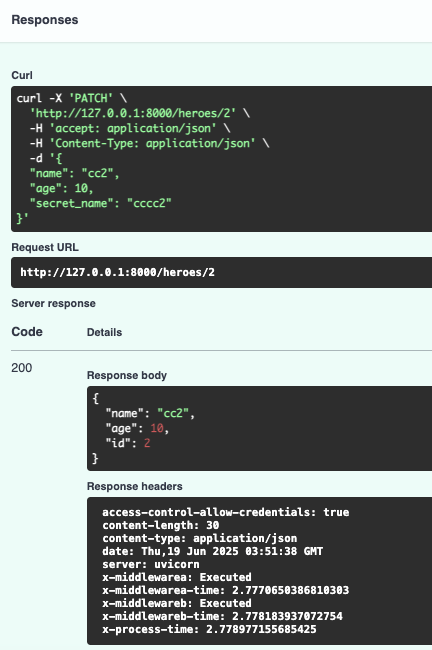 Responses
Curl
curl -X 'PATCH' \
  'http://127.0.0.1:8000/heroes/2' \
  -H 'accept: application/json' \
  -H 'Content-Type: application/json' \
  -d '{
  "name": "cc2",
  "age": 10,
  "secret_name": "cccc2"
}'
Request URL
http://127.0.0.1:8000/heroes/2
Server response
Code Details
200
Response body
{
  "name": "cc2",
  "age": 10,
  "id": 2
}
Response headers
access-control-allow-credentials: true
content-length: 30
content-type: application/json
date: Thu,19 Jun 2025 03:51:38 GMT
server: uvicorn
x-middlewarea: Executed
x-middlewarea-time: 2.7770650386810303
x-middlewareb: Executed
x-middlewareb-time: 2.778183937072754
x-process-time: 2.778977155685425